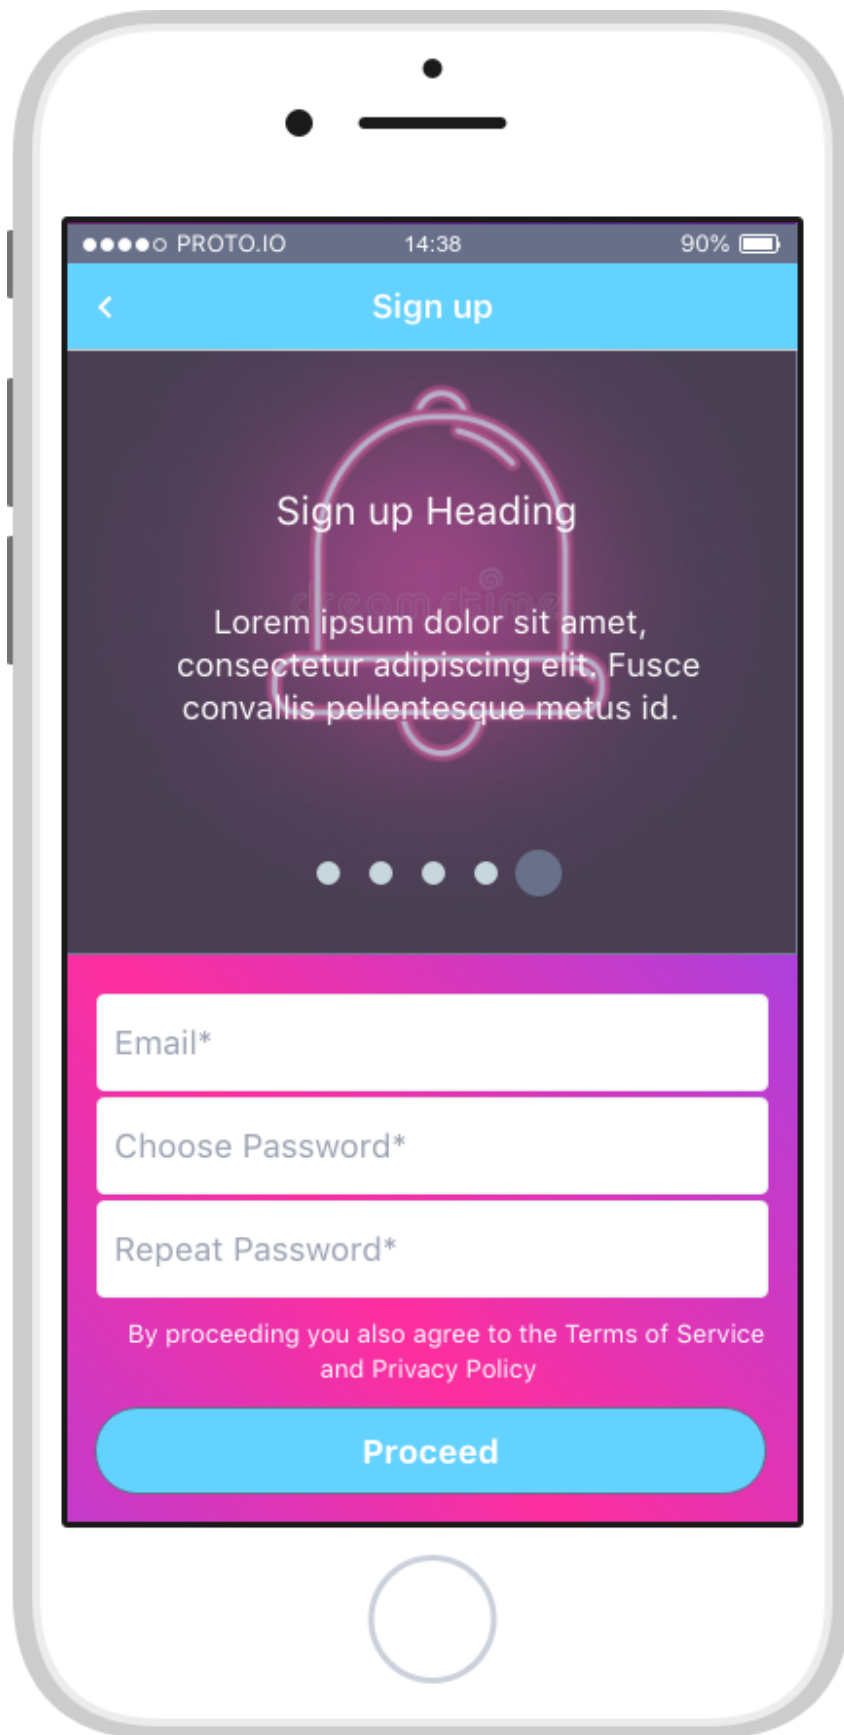 PROTO.IO 14:38 90%
Sign up
Sign up Heading
dreamstime
Lorem ipsum dolor sit amet,
consectetur adipiscing elit. Fusce
convallis pellentesque metus id.
Email*
Choose Password*
Repeat Password*
By proceeding you also agree to the Terms of Service
and Privacy Policy
Proceed